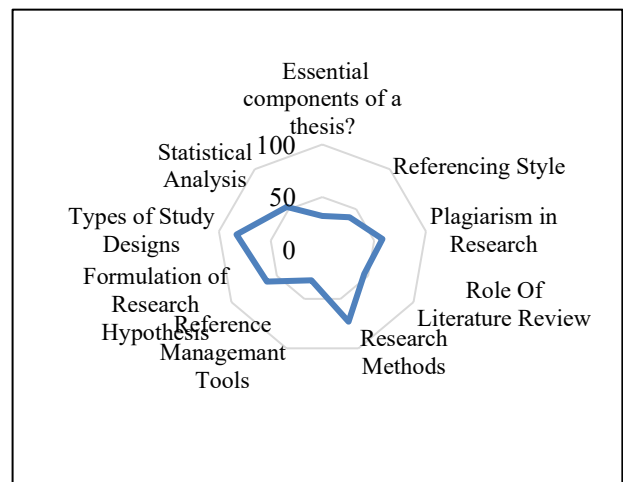 Essential
components of a
thesis?
100
50
0
Referencing Style
Plagiarism in
Research
Role Of
Literature Review
Research
Methods
Reference
Managemant
Tools
Formulation of
Research
Hypothesis
Types of Study
Designs
Statistical
Analysis